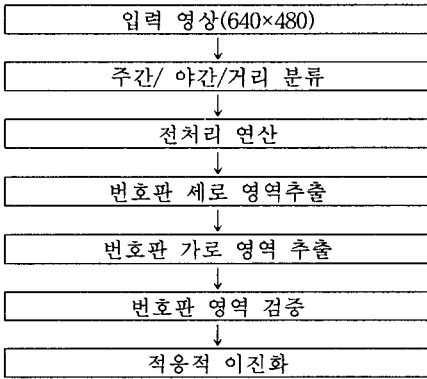 입력 영상(640×480)
주간/ 야간/거리 분류
전처리 연산
번호판 세로 영역추출
번호판 가로 영역 추출
번호판 영역 검증
적응적 이진화